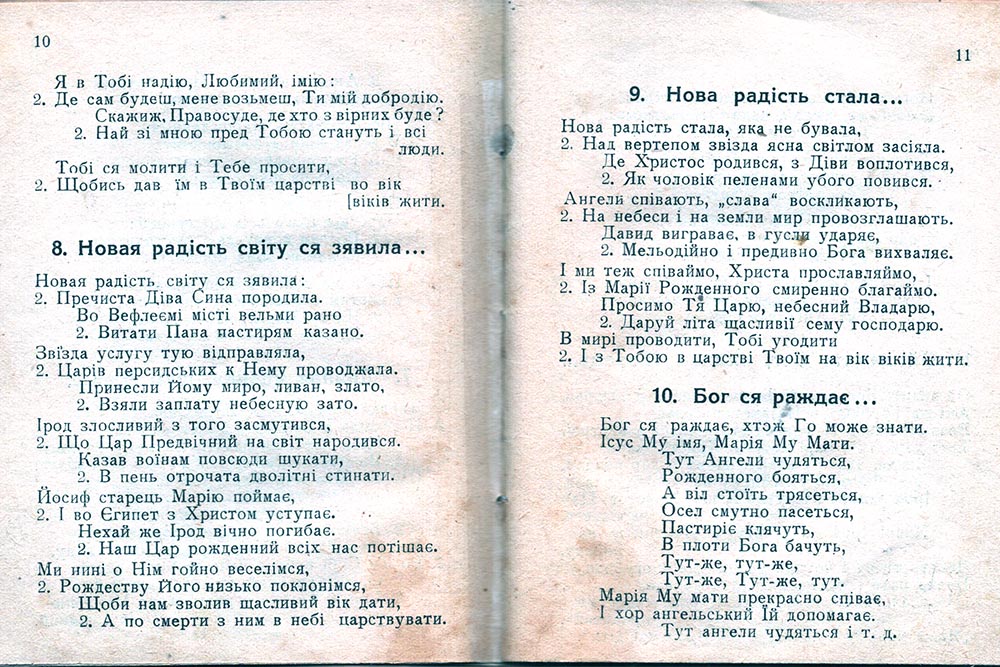 10
Я в Тобі надію, Любимий, імію:
2. Де сам будеш, мене возьмеш, Ти мій добродію.
Скажиж, Правосуде, де хто з вірних буде?
2. Най зі мною пред Тобою стануть і всі
люди.
Тобі ся молити і Тебе просити,
2. Щобись дав їм в Твоїм царстві во вік
[віків жити.
8. Новая радість світу ся зявила...
Новая радість світу ся зявила:
2. Пречиста Діва Сина породила.
Во Вефлеємі місті вельми рано
2. Витати Пана пастирям казано.
Звізда услугу тую відправляла,
2. Царів персидських к Нему проводжала.
Принесли Йому миро, ливан, злато,
2. Взяли заплату небесную зато.
Ірод злосливий з того засмутився,
2. Що Цар Предвічний на світ народився.
Казав воїнам повсюди шукати,
2. В пень отрочата дволітні стинати.
Йосиф старець Марію поймає,
2. І во Єгипет з Христом уступає.
Нехай же Ірод вічно погибає.
2. Наш Цар рожденний всіх нас потішає.
Ми нині о Нім гойно веселімся,
2. Рождеству Його низько поклонімся,
Щоби нам зволив щасливий вік дати,
2. А по смерти з ним в небі царствувати.
11
9. Нова радість стала...
Нова радість стала, яка не бувала,
2. Над вертепом звізда ясна світлом засіяла.
Де Христос родився, з Діви воплотився,
2. Як чоловік пеленами убого повився.
Ангели співають, „слава“ воскликають,
2. На небеси і на земли мир провозглашають.
Давид виграває, в гусли ударяє,
2. Мельодійно і предивно Бога вихваляє.
І ми теж співаймо, Христа прославляймо,
2. Із Марії Рожденного смиренно благаймо.
Просимо Тя Царю, небесний Владарю,
2. Даруй літа щасливії сему господарю.
В мирі проводити, Тобі угодити
2. І з Тобою в царстві Твоїм на вік віків жити.
10. Бог ся раждає...
Бог ся раждає, хтож Го може знати.
Ісус Му імя, Марія Му Мати.
Тут Ангели чудяться,
Рожденного бояться,
А віл стоїть трясеться,
Осел смутно пасеться,
Пастиріє клячуть,
В плоти Бога бачуть,
Тут-же, тут-же,
Тут-же, Тут-же, тут.
Марія Му мати прекрасно співає,
І хор ангельський Їй допомагає.
Тут ангели чудяться і т. д.